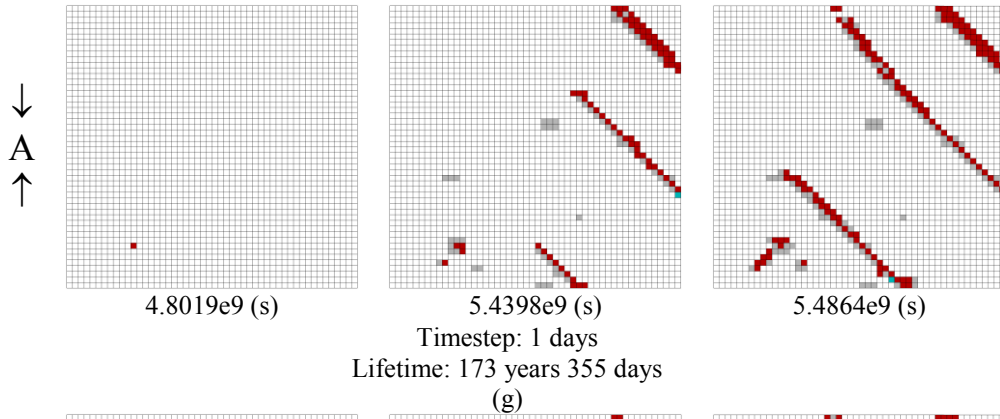 ↓
A
↑
4.8019e9 (s) 5.4398e9 (s) 5.4864e9 (s)
Timestep: 1 days
Lifetime: 173 years 355 days
(g)